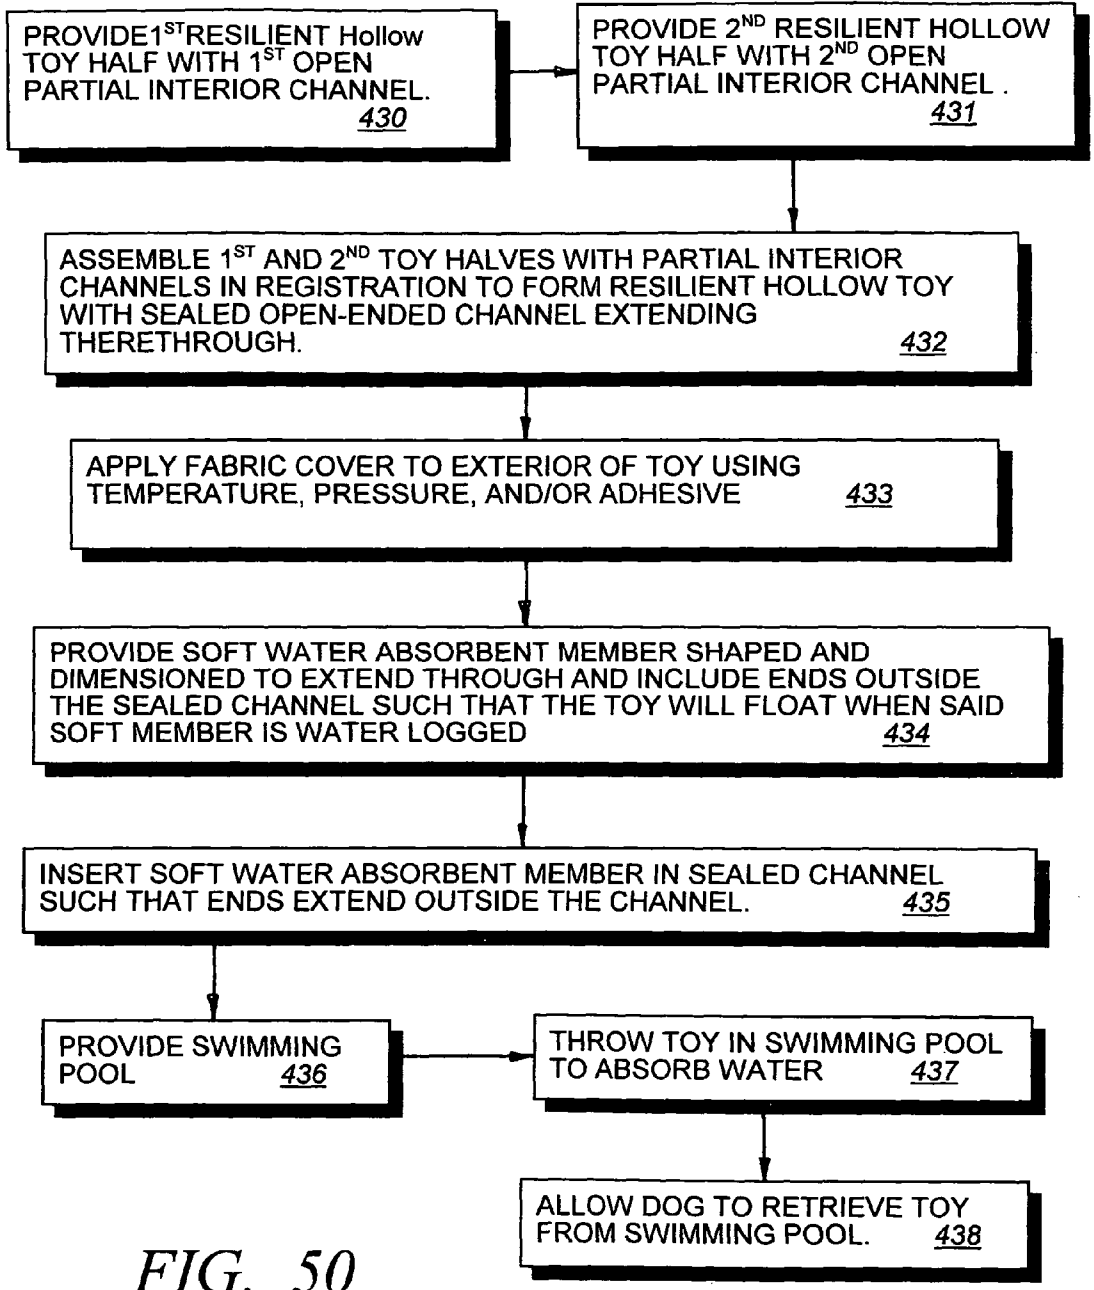 PROVIDE 1ST RESILIENT Hollow
TOY HALF WITH 1ST OPEN
PARTIAL INTERIOR CHANNEL.
430
PROVIDE 2ND RESILIENT HOLLOW
TOY HALF WITH 2ND OPEN
PARTIAL INTERIOR CHANNEL .
431
ASSEMBLE 1ST AND 2ND TOY HALVES WITH PARTIAL INTERIOR
CHANNELS IN REGISTRATION TO FORM RESILIENT HOLLOW TOY
WITH SEALED OPEN-ENDED CHANNEL EXTENDING
THERETHROUGH. 432
APPLY FABRIC COVER TO EXTERIOR OF TOY USING
TEMPERATURE, PRESSURE, AND/OR ADHESIVE 433
PROVIDE SOFT WATER ABSORBENT MEMBER SHAPED AND
DIMENSIONED TO EXTEND THROUGH AND INCLUDE ENDS OUTSIDE
THE SEALED CHANNEL SUCH THAT THE TOY WILL FLOAT WHEN SAID
SOFT MEMBER IS WATER LOGGED 434
INSERT SOFT WATER ABSORBENT MEMBER IN SEALED CHANNEL
SUCH THAT ENDS EXTEND OUTSIDE THE CHANNEL. 435
PROVIDE SWIMMING
POOL 436
THROW TOY IN SWIMMING POOL
TO ABSORB WATER 437
ALLOW DOG TO RETRIEVE TOY
FROM SWIMMING POOL. 438
FIG. 50